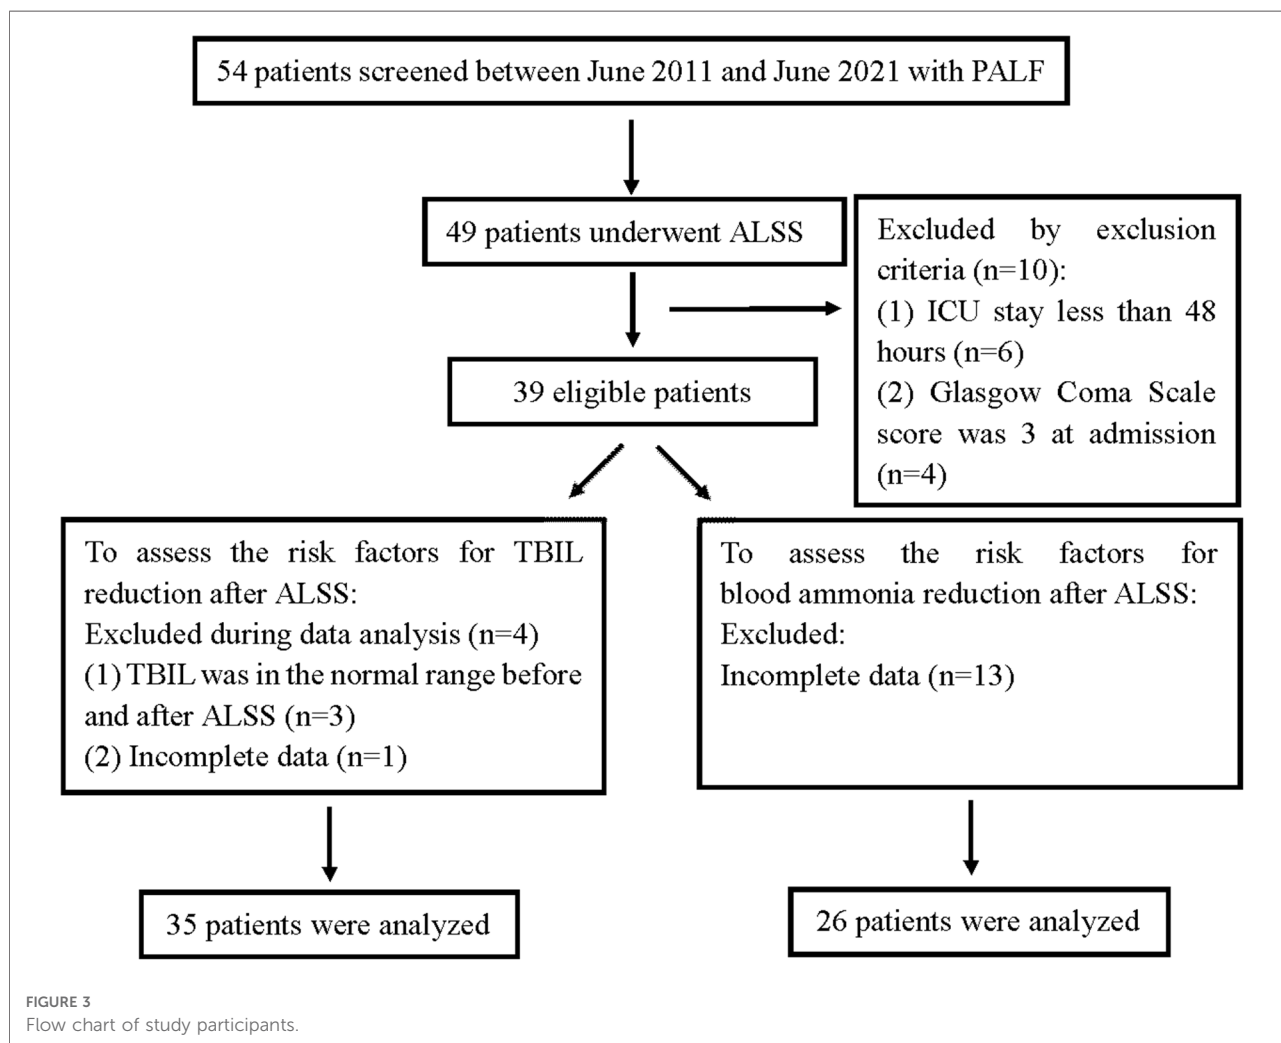 54 patients screened between June 2011 and June 2021 with PALF
49 patients underwent ALSS
Excluded by exclusion
criteria (n=10):
(1) ICU stay less than 48
hours (n=6)
(2) Glasgow Coma Scale
score was 3 at admission
(n=4)
39 eligible patients
To assess the risk factors for TBIL
reduction after ALSS:
Excluded during data analysis (n=4)
(1) TBIL was in the normal range before
and after ALSS (n=3)
(2) Incomplete data (n=1)
To assess the risk factors for
blood ammonia reduction after ALSS:
Excluded:
Incomplete data (n=13)
35 patients were analyzed
26 patients were analyzed
FIGURE 3
Flow chart of study participants.